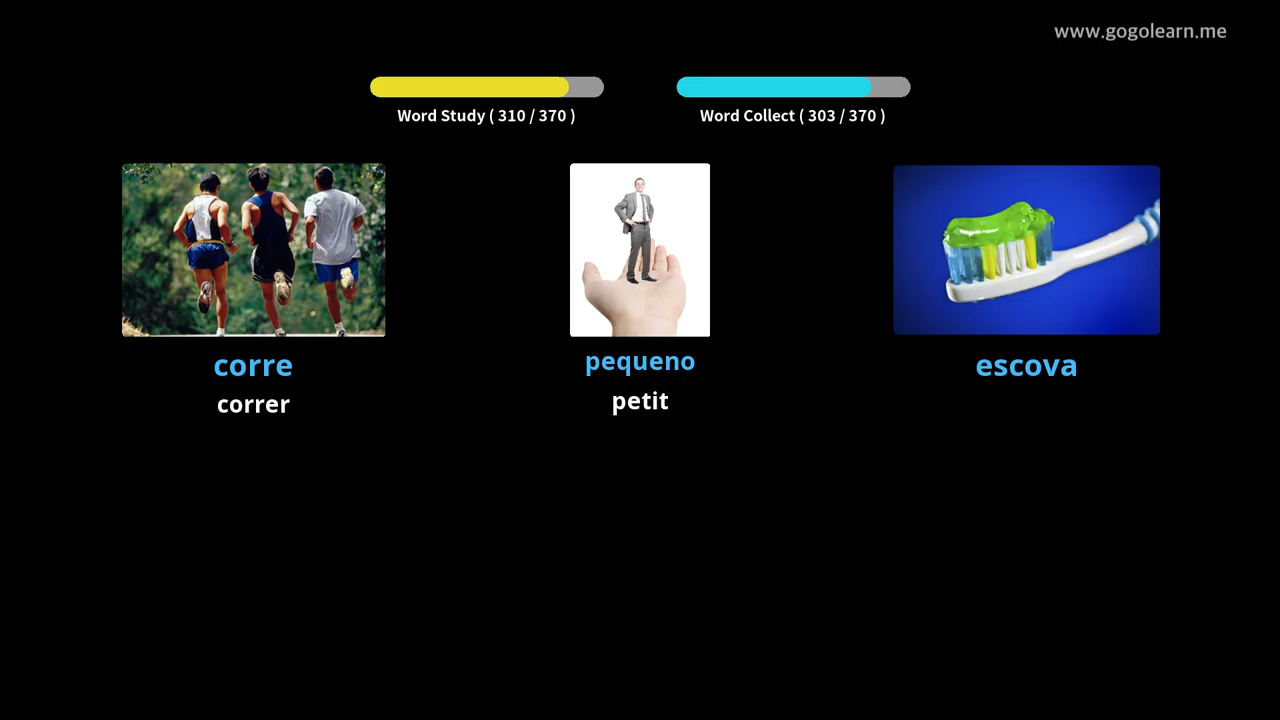 www.gogolearn.me
Word Study ( 310 / 370 )
Word Collect ( 303 / 370 )
corre
correr
pequeno
petit
escova